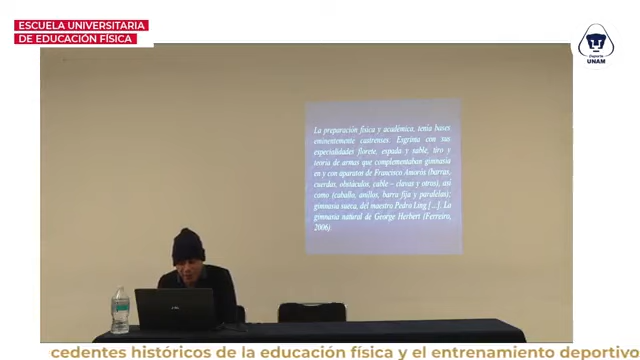 ESCUELA UNIVERSITARIA
DE EDUCACIÓN FÍSICA
Deporte
UNAM
La preparación física y académica, tenía bases
eminentemente castrenses: Esgrima con sus
especialidades florete, espada y sable, tiro y
teoría de armas que complementaban gimnasia
en y con aparatos de Francisco Amorós (barras,
cuerdas, obstáculos, cable – clavas y otros), así
como (caballo, anillos, barra fija y paralelas);
gimnasia sueca, del maestro Pedro Ling [...]. La
gimnasia natural de George Herbert (Ferreiro,
2006).
cedentes históricos de la educación física y el entrenamiento deportivo